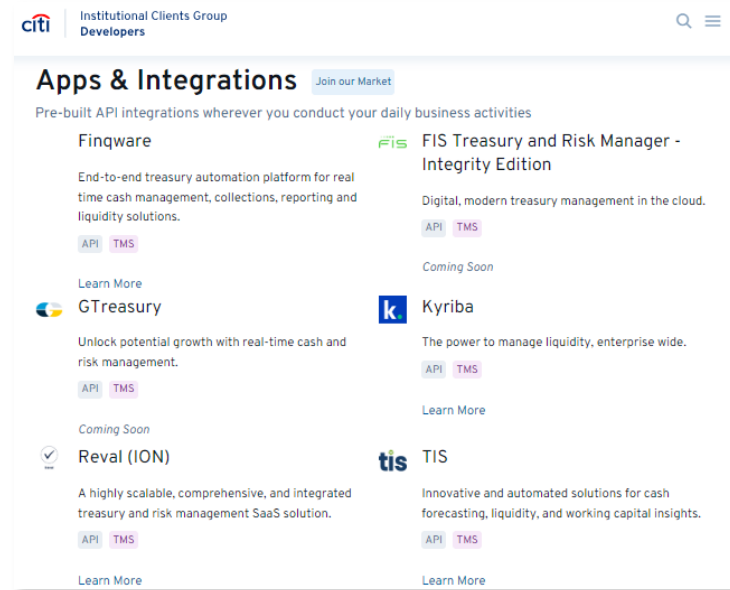 citi
Institutional Clients Group
Developers
Apps & Integrations
Join our Market
Pre-built API integrations wherever you conduct your daily business activities
Finqware
End-to-end treasury automation platform for real
time cash management, collections, reporting and
liquidity solutions.
API TMS
Learn More
FIS
FIS Treasury and Risk Manager -
Integrity Edition
Digital, modern treasury management in the cloud.
API TMS
Coming Soon
GTreasury
Unlock potential growth with real-time cash and
risk management.
API TMS
Coming Soon
k.
Kyriba
The power to manage liquidity, enterprise wide.
API TMS
Learn More
Reval (ION)
A highly scalable, comprehensive, and integrated
treasury and risk management SaaS solution.
API TMS
Learn More
tis
TIS
Innovative and automated solutions for cash
forecasting, liquidity, and working capital insights.
API TMS
Learn More